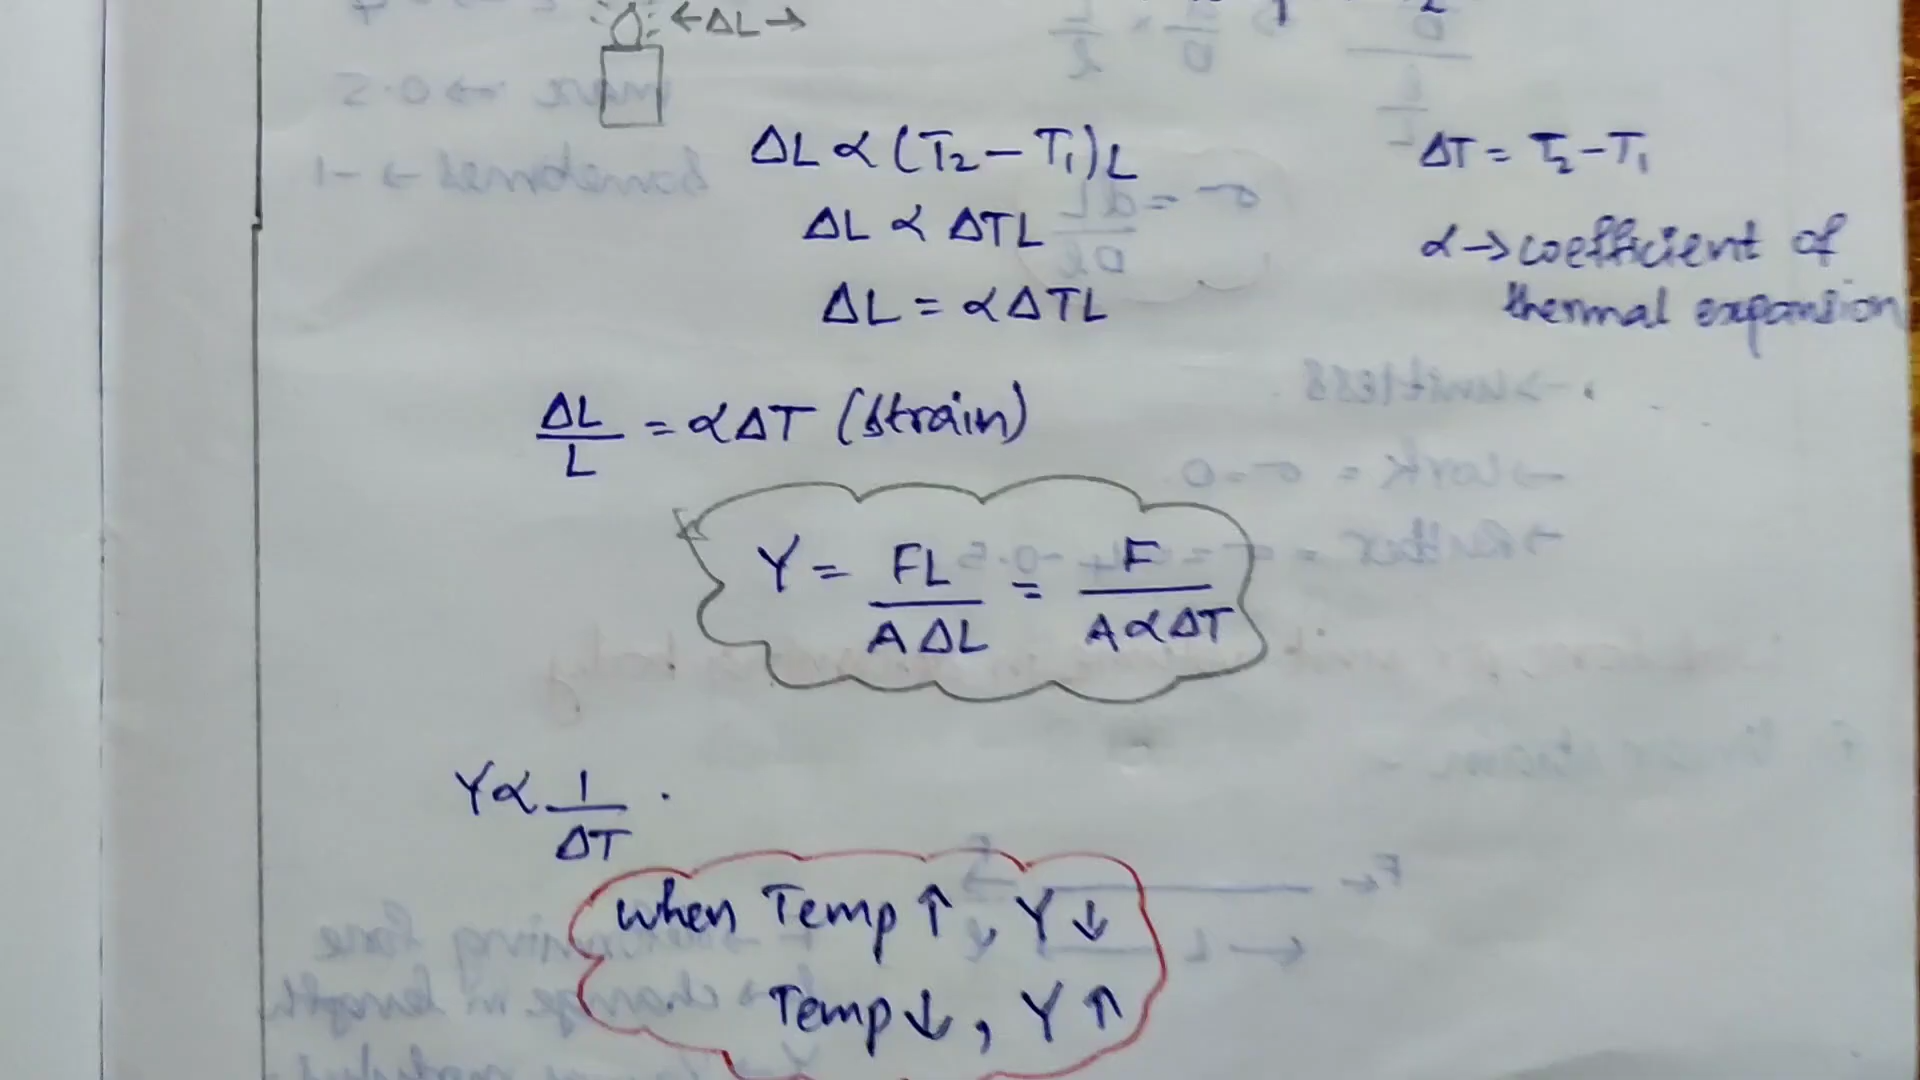 ←ΔL→
ΔL ∝ (T₂ − T₁)L
ΔT = T₂ − T₁
ΔL ∝ ΔTL
α → coefficient of
thermal expansion
ΔL = αΔTL
ΔL/L = αΔT (strain)
Y = FL/AΔL = F/AαΔT
Y ∝ 1/ΔT .
when Temp ↑, Y ↓
Temp ↓, Y ↑